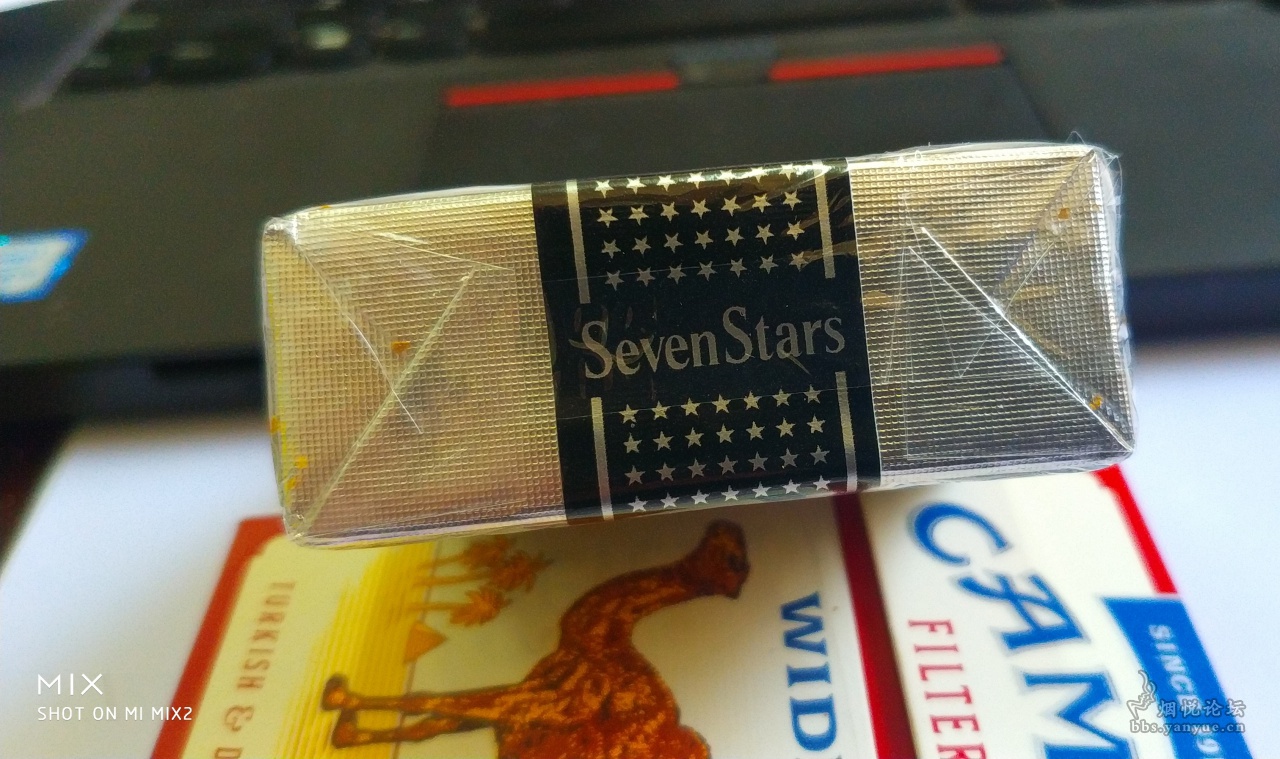 SevenStars
TURKISH &
WID
CAM
FILTER
SINCE
MIX
SHOT ON MI MIX2
烟悦论坛
bbs.yanyue.cn